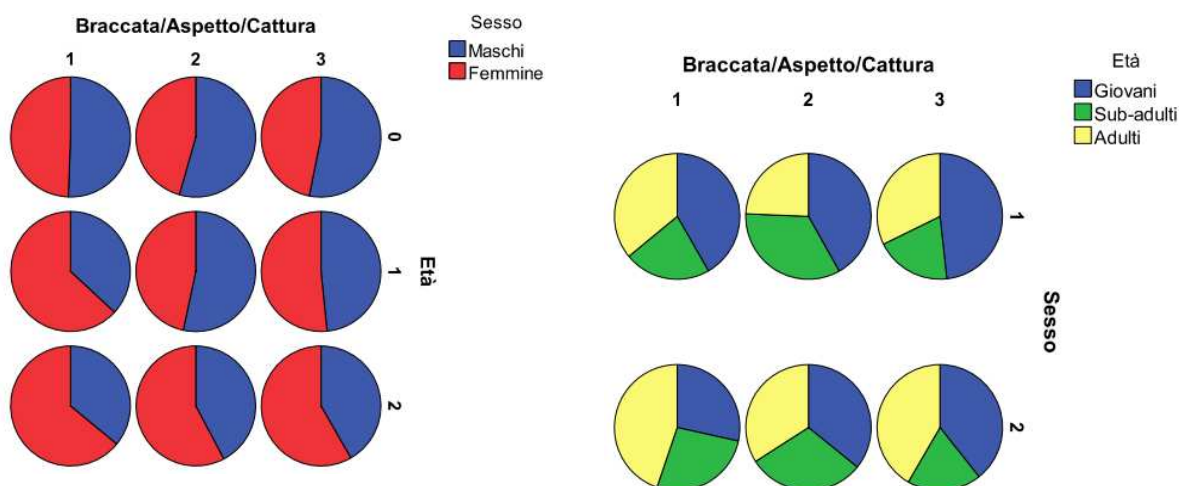 Braccata/Aspetto/Cattura
1 2 3
Sesso
Maschi
Femmine
0
1
2
Età
Braccata/Aspetto/Cattura
1 2 3
Età
Giovani
Sub-adulti
Adulti
1
2
Sesso